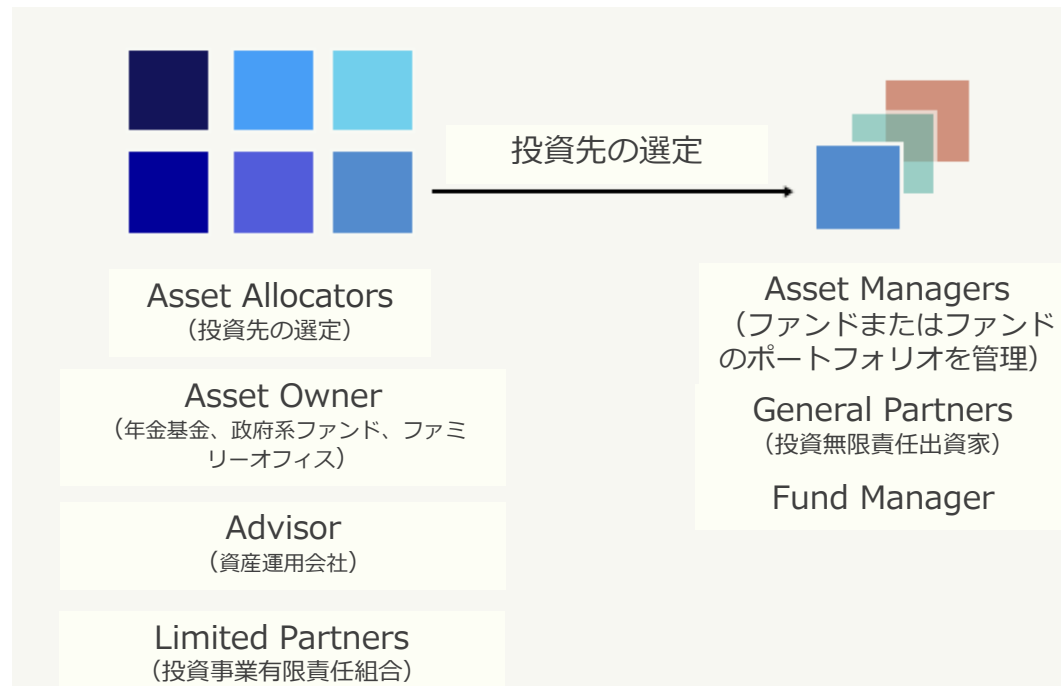 投資先の選定
Asset Allocators
（投資先の選定）
Asset Owner
（年金基金、政府系ファンド、ファミ
リーオフィス）
Advisor
（資産運用会社）
Limited Partners
（投資事業有限責任組合）
Asset Managers
（ファンドまたはファンド
のポートフォリオを管理）
General Partners
（投資無限責任出資家）
Fund Manager